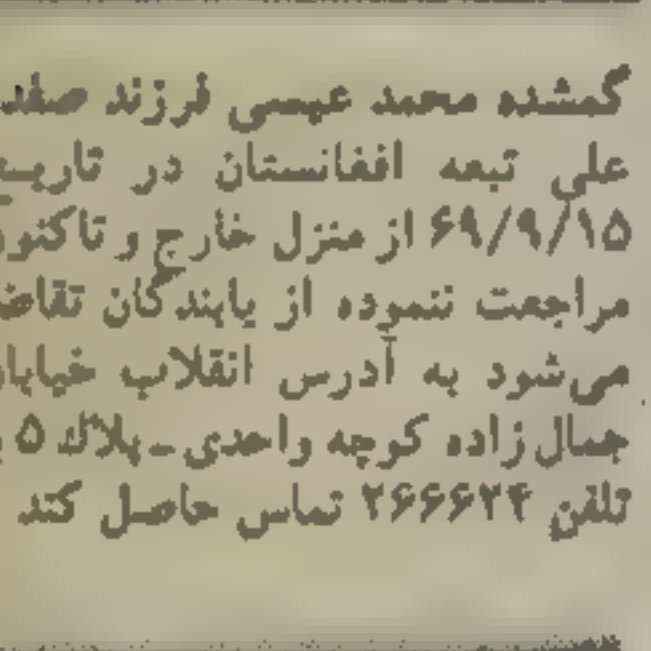 گمشده محمد عیسی فرزند صفد
علی تبعه افغانستان در تاریخ
۶۹/۹/۱۵ از منزل خارج و تاکنون
مراجعت ننموده از یابندگان تقاضا
می‌شود به آدرس انقلاب خیابان
جمال زاده کوچه واحدی ـ پلاک ۵
تلفن ۲۶۶۶۲۴ تماس حاصل کند